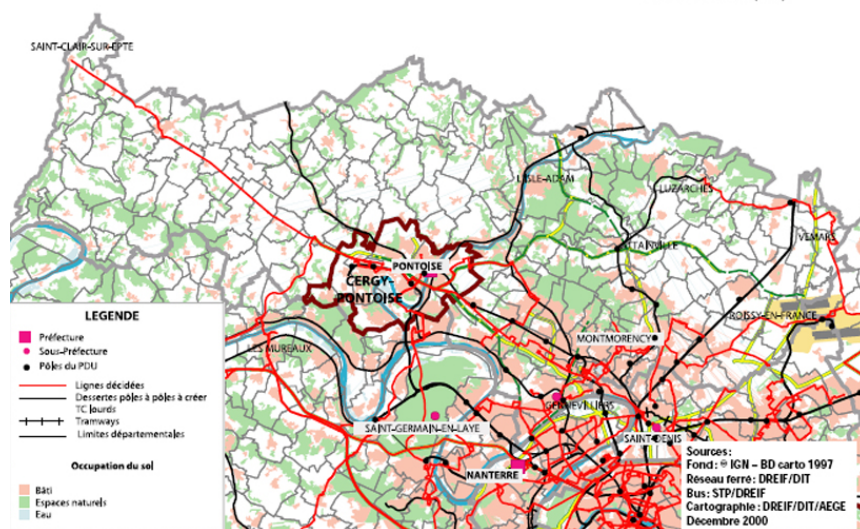 SAINT-CLAIR-SUR-EPTE
L'ISLE-ADAM
LUZARCHES
ATTAINVILLE
VEMARS
PONTOISE
CERGY-
PONTOISE
ROISSY-EN-FRANCE
LES MUREAUX
MONTMORENCY
GENNEVILLIERS
SAINT-GERMAIN-EN-LAYE
SAINT-DENIS
NANTERRE
LEGENDE
Préfecture
Sous-Préfecture
Pôles du PDU
Lignes décidées
Dessertes pôles à pôles à créer
TC lourds
Tramways
Limites départementales
Occupation du sol
Bâti
Espaces naturels
Eau
Sources:
Fond: © IGN – BD carto 1997
Réseau ferré: DREIF/DIT
Bus: STP/DREIF
Cartographie: DREIF/DIT/AEGE
Décembre 2000